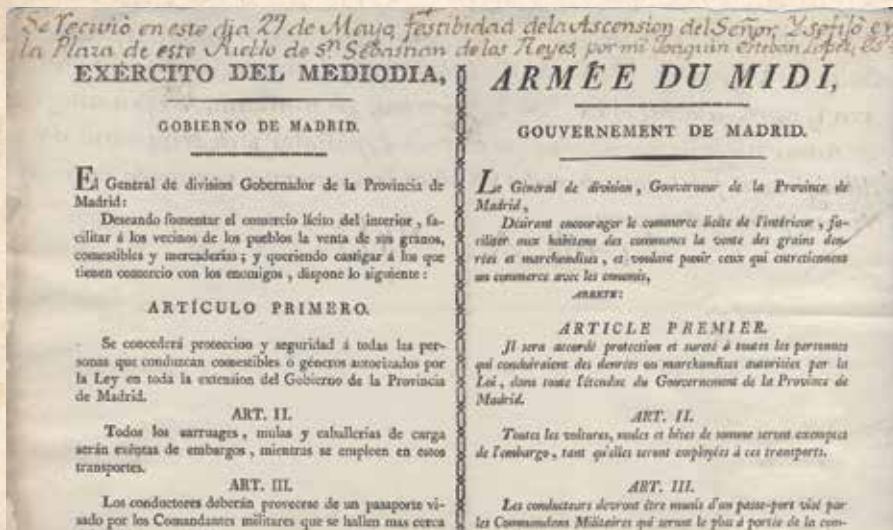 Se recivió en este dia 27 de Mayo, festibidad de la Ascension del Señor, Y se fijó en
la Plaza de este Pueblo de Sn. Sebastian de los Reyes, por mi Joaquin Esteban Lopez,
EXÉRCITO DEL MEDIODIA,
GOBIERNO DE MADRID.
El General de division Gobernador de la Provincia de
Madrid:
Deseando fomentar el comercio lícito del interior, fa-
cilitar á los vecinos de los pueblos la venta de sus granos,
comestibles y mercaderías; y queriendo castigar á los que
tienen comercio con los enemigos, dispone lo siguiente:
ARTÍCULO PRIMERO.
Se concederá proteccion y seguridad á todas las per-
sonas que conduzcan comestibles ó géneros autorizados por
la Ley en toda la extension del Gobierno de la Provincia
de Madrid.
ART. II.
Todos los carruages, mulas y caballerías de carga
serán exêntas de embargos, mientras se empleen en estos
transportes.
ART. III.
Los conductores deberán proveerse de un pasaporte vi-
sado por los Comandantes militares que se hallen mas cerca
ARMÉE DU MIDI,
GOUVERNEMENT DE MADRID.
Le Général de division, Gouverneur de la Province de
Madrid,
Désirant encourager le commerce licite de l'intérieur, fa-
ciliter aux habitans des communes la vente des grains den-
rées et marchandises, et voulant punir ceux qui entretiennent
un commerce avec les ennemis,
ARRETE:
ARTICLE PREMIER.
Il sera accordé protection et sureté à toutes les personnes
qui conduiraient des denrées ou marchandises autorisées par la
Loi, dans toute l'étendue du Gouvernement de la Province de
Madrid.
ART. II.
Toutes les voitures, mules et bêtes de somme seront exemptes
de l'embargo, tant qu'elles seront employées à ces transports.
ART. III.
Les conducteurs devront être munis d'un passe-port visé par
les Commandans Militaires qui seront le plus à portée de la com-